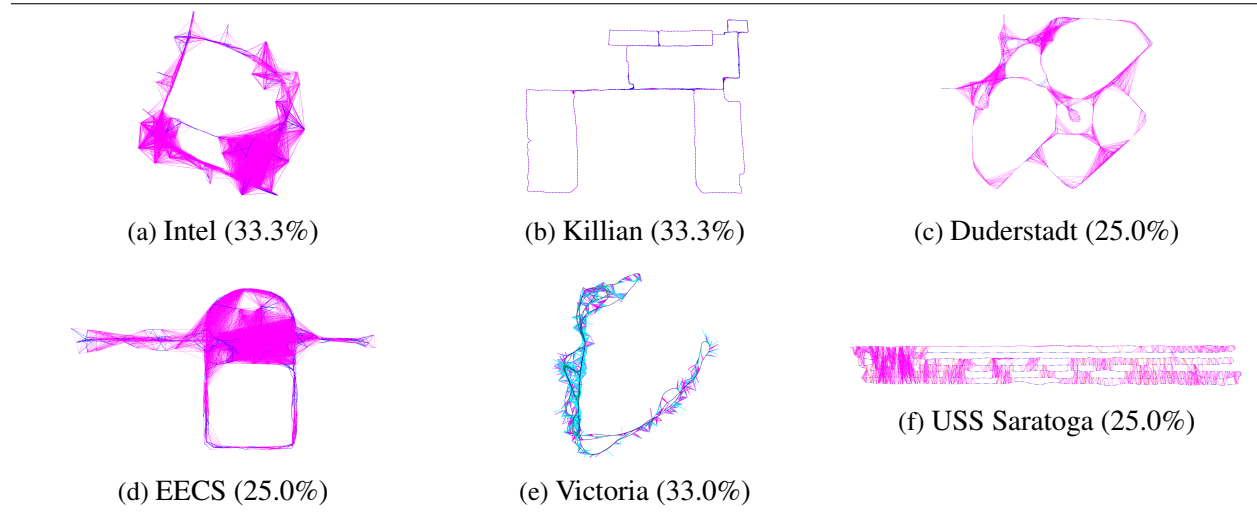 (a) Intel (33.3%)
(b) Killian (33.3%)
(c) Duderstadt (25.0%)
(d) EECS (25.0%)
(e) Victoria (33.0%)
(f) USS Saratoga (25.0%)